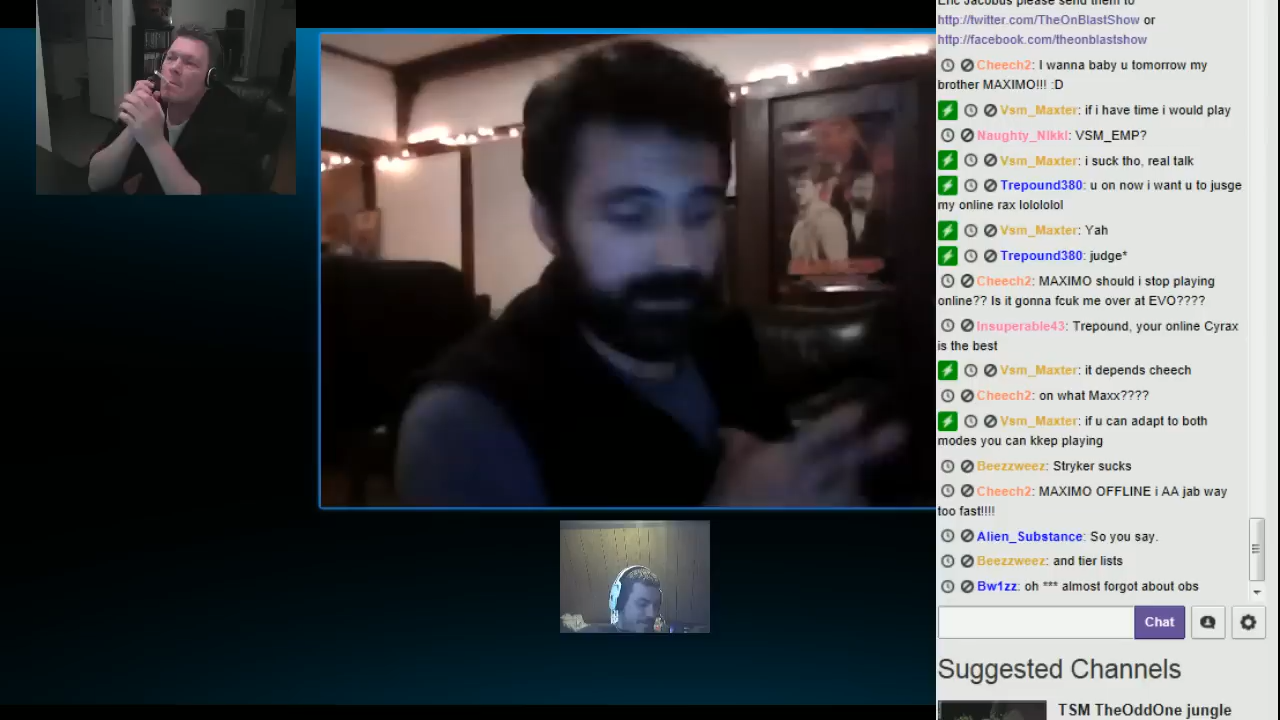 Eric Jacobus please send them to
http://twitter.com/TheOnBlastShow or
http://facebook.com/theonblastshow
Cheech2: I wanna baby u tomorrow my
brother MAXIMO!!! :D
Vsm_Maxter: if i have time i would play
Naughty_Nikki: VSM_EMP?
Vsm_Maxter: i suck tho, real talk
Trepound380: u on now i want u to jusge
my online rax lolololol
Vsm_Maxter: Yah
Trepound380: judge*
Cheech2: MAXIMO should i stop playing
online?? Is it gonna fcuk me over at EVO????
Insuperable43: Trepound, your online Cyrax
is the best
Vsm_Maxter: it depends cheech
Cheech2: on what Maxx????
Vsm_Maxter: if u can adapt to both
modes you can kkep playing
Beezzweez: Stryker sucks
Cheech2: MAXIMO OFFLINE i AA jab way
too fast!!!!
Alien_Substance: So you say.
Beezzweez: and tier lists
Bw1zz: oh *** almost forgot about obs
Chat
Suggested Channels
TSM TheOddOne jungle